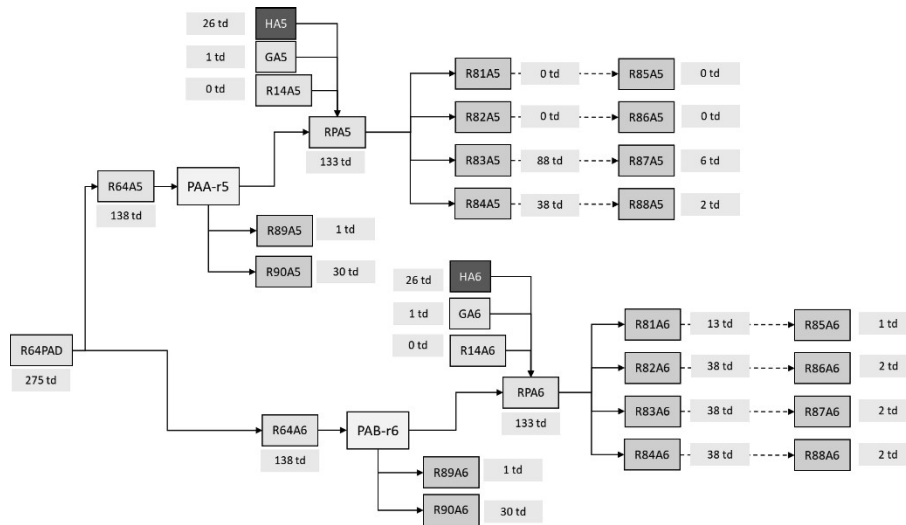 26 td HA5
1 td GA5
0 td R14A5
RPA5
133 td
R81A5 0 td R85A5 0 td
R82A5 0 td R86A5 0 td
R83A5 88 td R87A5 6 td
R84A5 38 td R88A5 2 td
R64A5 PAA-r5
138 td
R89A5 1 td
R90A5 30 td
R64PAD
275 td
26 td HA6
1 td GA6
0 td R14A6
RPA6
133 td
R81A6 13 td R85A6 1 td
R82A6 38 td R86A6 2 td
R83A6 38 td R87A6 2 td
R84A6 38 td R88A6 2 td
R64A6 PAB-r6
138 td
R89A6 1 td
R90A6 30 td